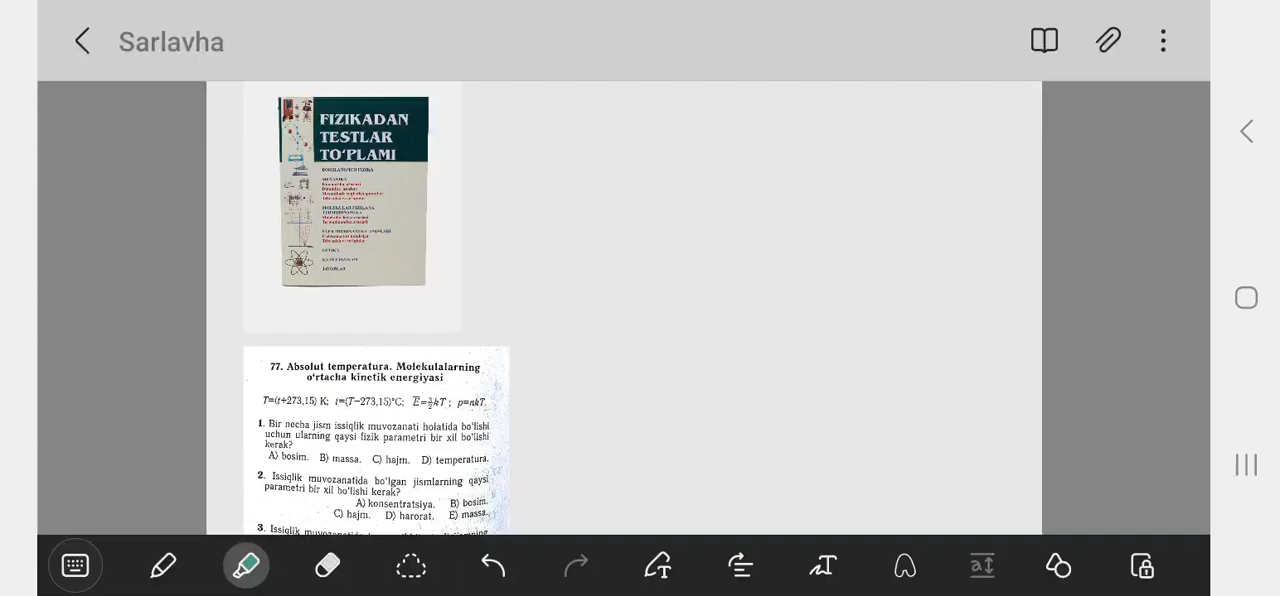 Sarlavha
FIZIKADAN
TESTLAR
TO'PLAMI
77. Absolut temperatura. Molekulalarning
o'rtacha kinetik energiyasi
T=(t+273,15) K; t=(T−273,15)°C; E̅=3/2kT; p=nkT.
1. Bir necha jism issiqlik muvozanati holatida bo'lishi
uchun ularning qaysi fizik parametri bir xil bo'lishi
kerak?
A) bosim. B) massa. C) hajm. D) temperatura.
2. Issiqlik muvozanatida bo'lgan jismlarning qaysi
parametri bir xil bo'lishi kerak?
A) konsentratsiya. B) bosim.
C) hajm. D) harorat. E) massa.
3. Issiqlik